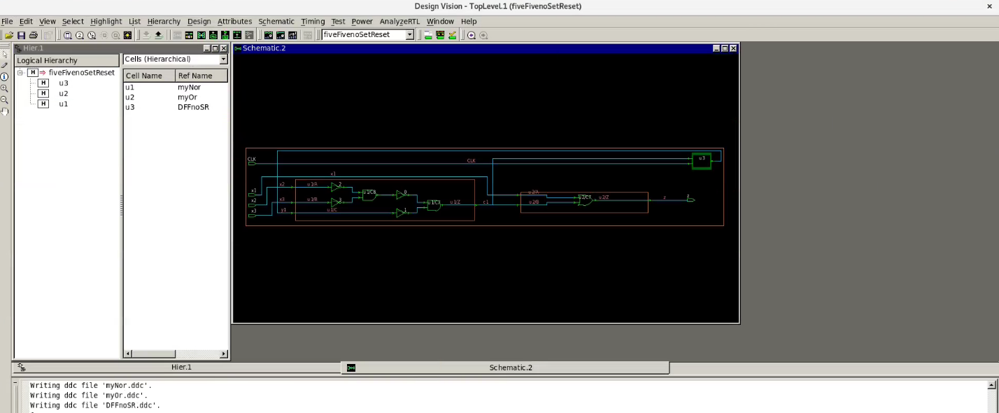 Design Vision - TopLevel.1 (fiveFivenoSetReset)
File Edit View Select Highlight List Hierarchy Design Attributes Schematic Timing Test Power AnalyzeRTL Window Help
fiveFivenoSetReset
Hier.1
Logical Hierarchy
fiveFivenoSetReset
u3
u2
u1
Cells (Hierarchical)
Cell Name Ref Name
u1 myNor
u2 myOr
u3 DFFnoSR
Schematic.2
CLK CLK u3
x1
x2 u1/A 2 u1/C8 0
x1 u2/A u2/C7 u2/Z z
x2 x3 u1/B 3 u1/C7 u1/Z c1 u2/B z
x3 y1 u1/C 1
Hier.1 Schematic.2
Writing ddc file 'myNor.ddc'.
Writing ddc file 'myOr.ddc'.
Writing ddc file 'DFFnoSR.ddc'.